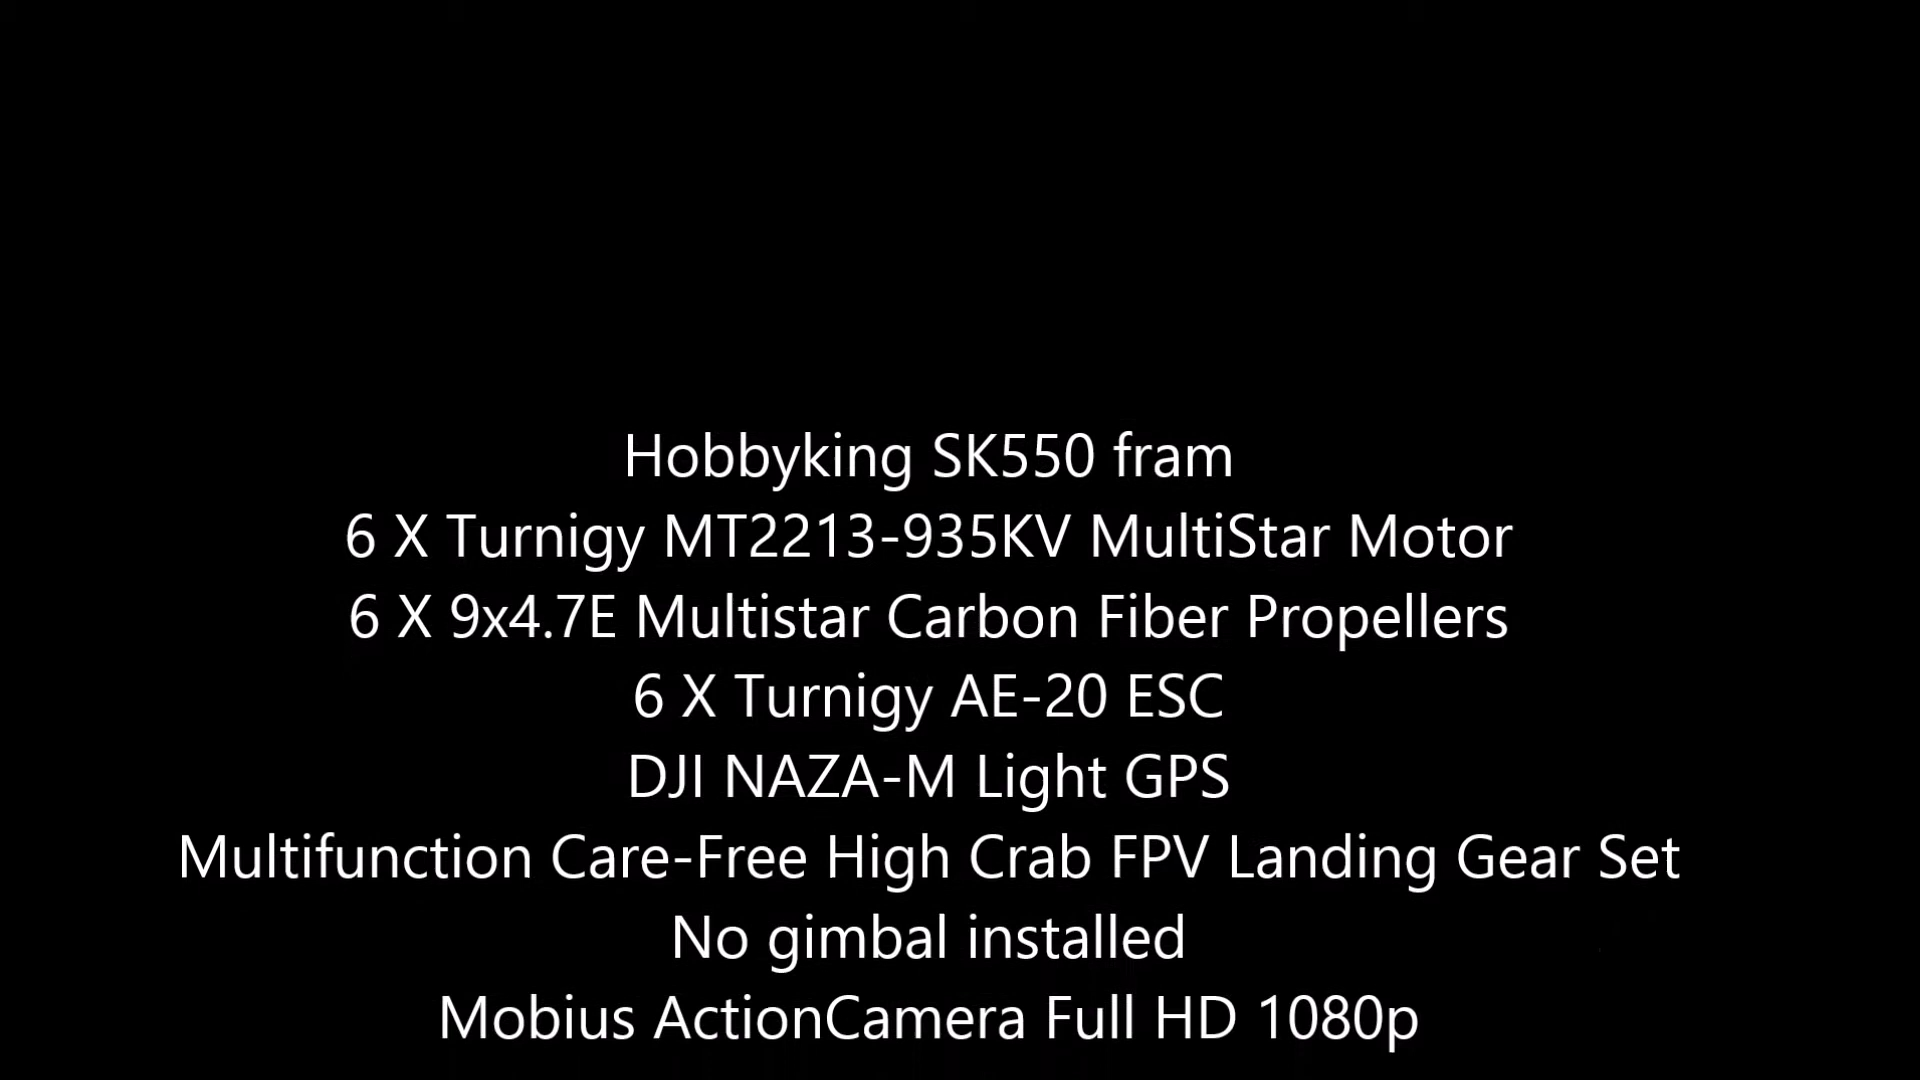 Hobbyking SK550 fram
6 X Turnigy MT2213-935KV MultiStar Motor
6 X 9x4.7E Multistar Carbon Fiber Propellers
6 X Turnigy AE-20 ESC
DJI NAZA-M Light GPS
Multifunction Care-Free High Crab FPV Landing Gear Set
No gimbal installed
Mobius ActionCamera Full HD 1080p